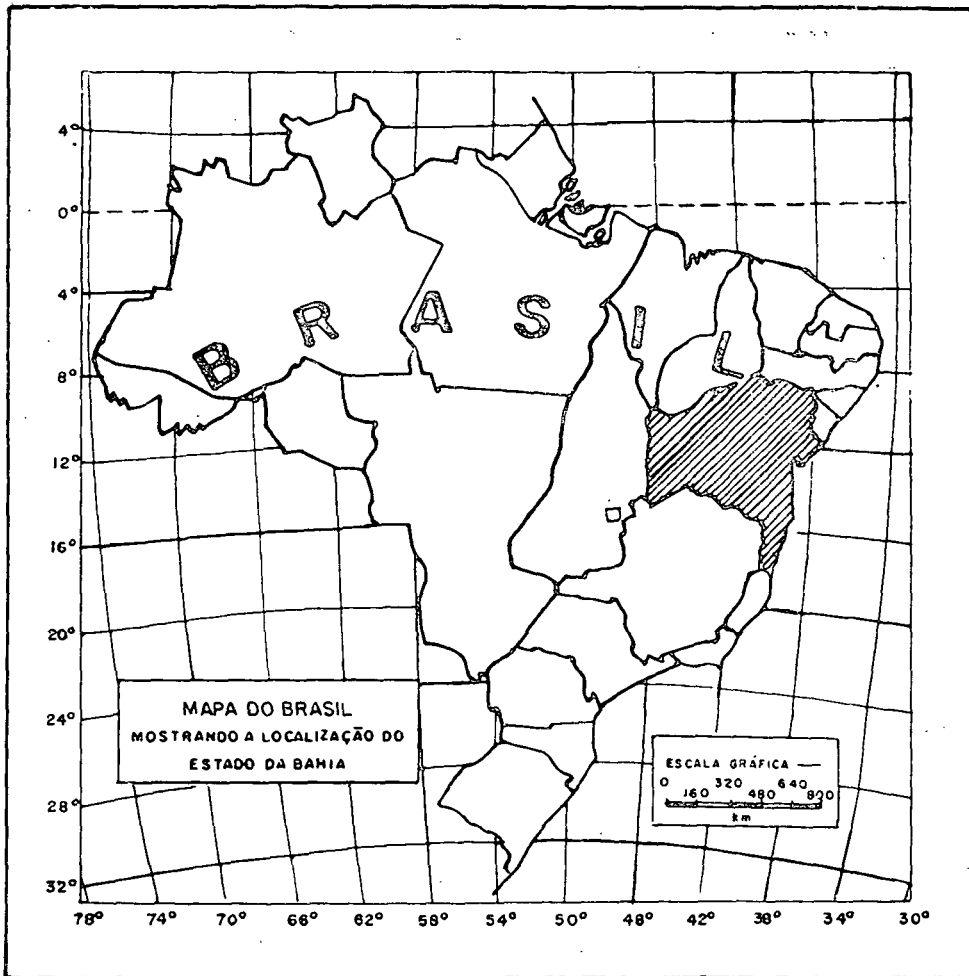 4°
0°
4°
8°
12°
16°
20°
24°
28°
32°
BRASIL
MAPA DO BRASIL
MOSTRANDO A LOCALIZAÇÃO DO
ESTADO DA BAHIA
ESCALA GRÁFICA
0 320 640
160 480 800
km
78° 74° 70° 66° 62° 58° 54° 50° 48° 42° 38° 34° 30°